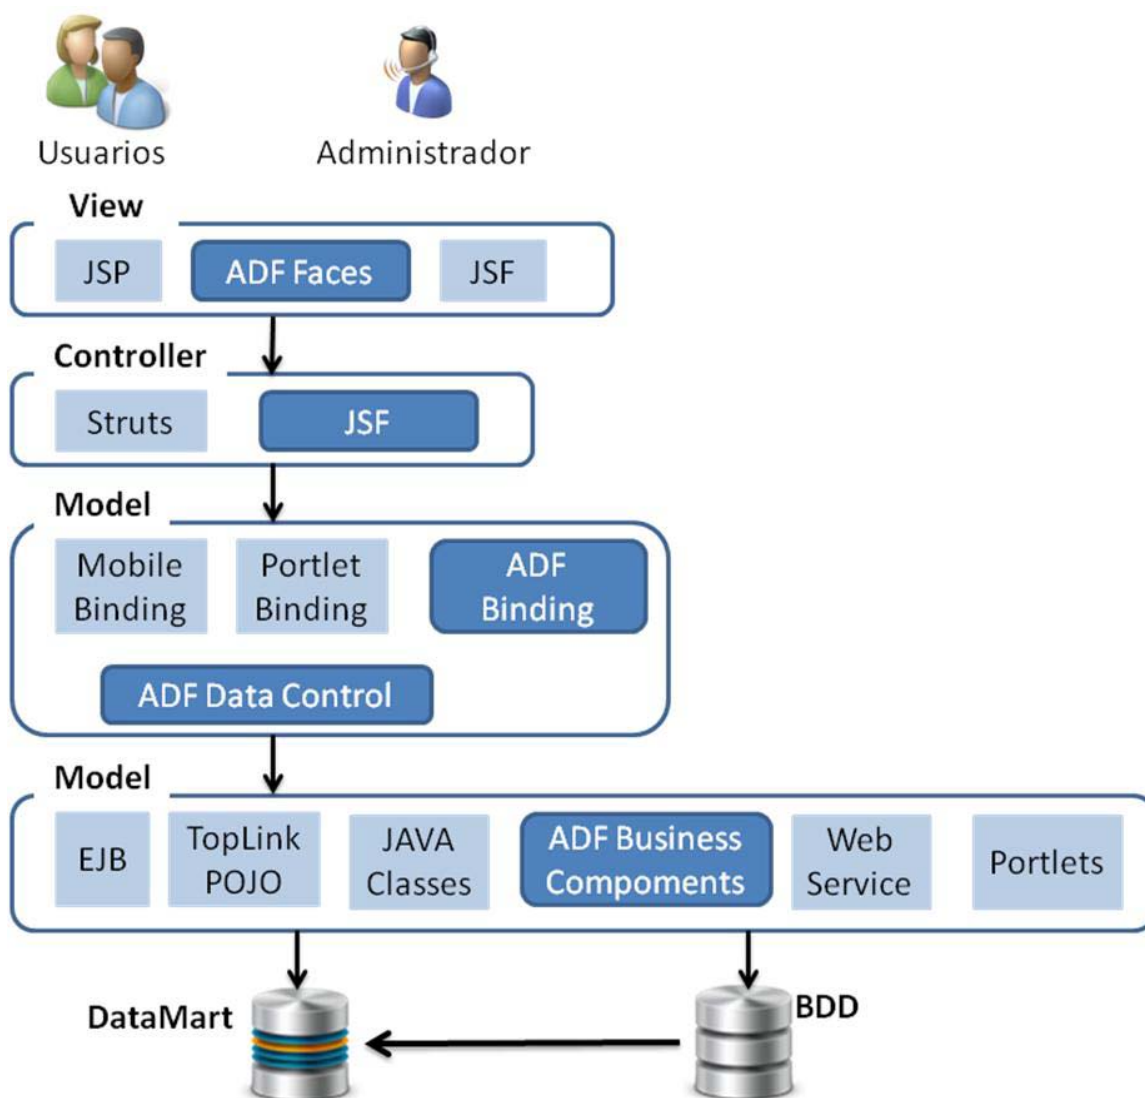 Usuarios
Administrador
View
JSP
ADF Faces
JSF
Controller
Struts
JSF
Model
Mobile
Binding
Portlet
Binding
ADF
Binding
ADF Data Control
Model
EJB
TopLink
POJO
JAVA
Classes
ADF Business
Compoments
Web
Service
Portlets
DataMart
BDD